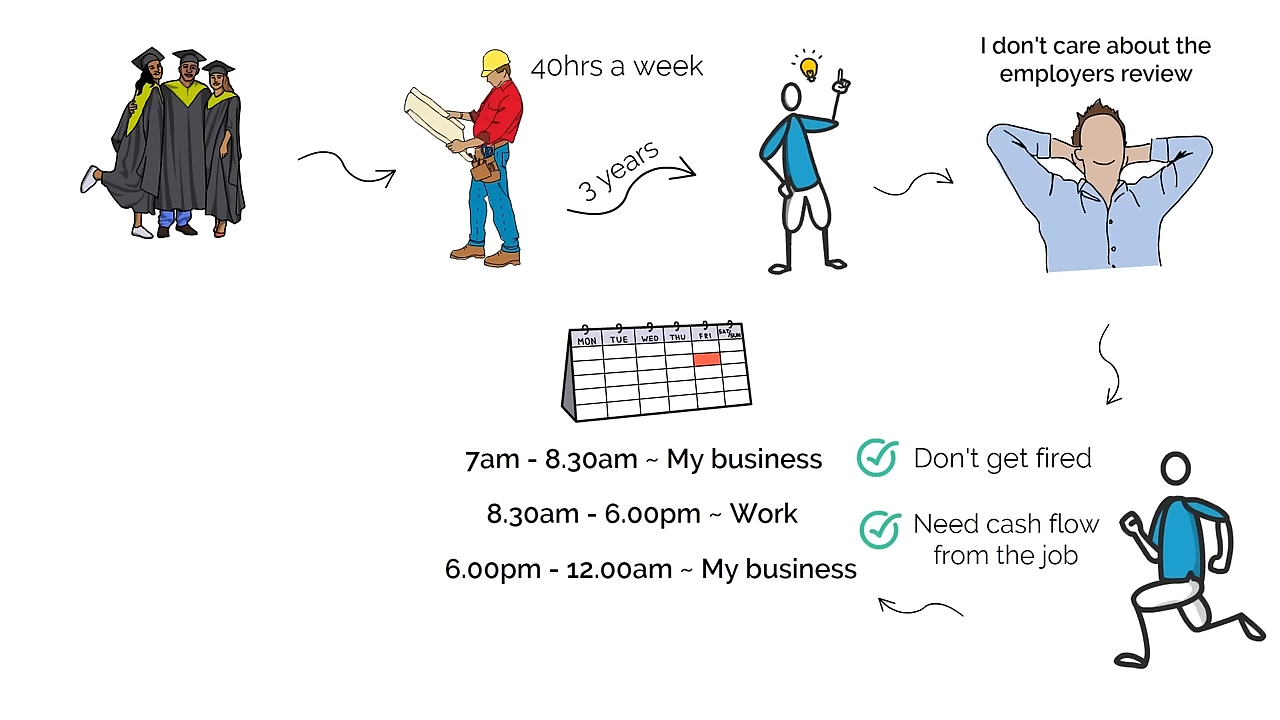 40hrs a week
3 years
I don't care about the
employers review
MON TUE WED THU FRI SAT/SUN
7am - 8.30am ~ My business
8.30am - 6.00pm ~ Work
6.00pm - 12.00am ~ My business
Don't get fired
Need cash flow
from the job